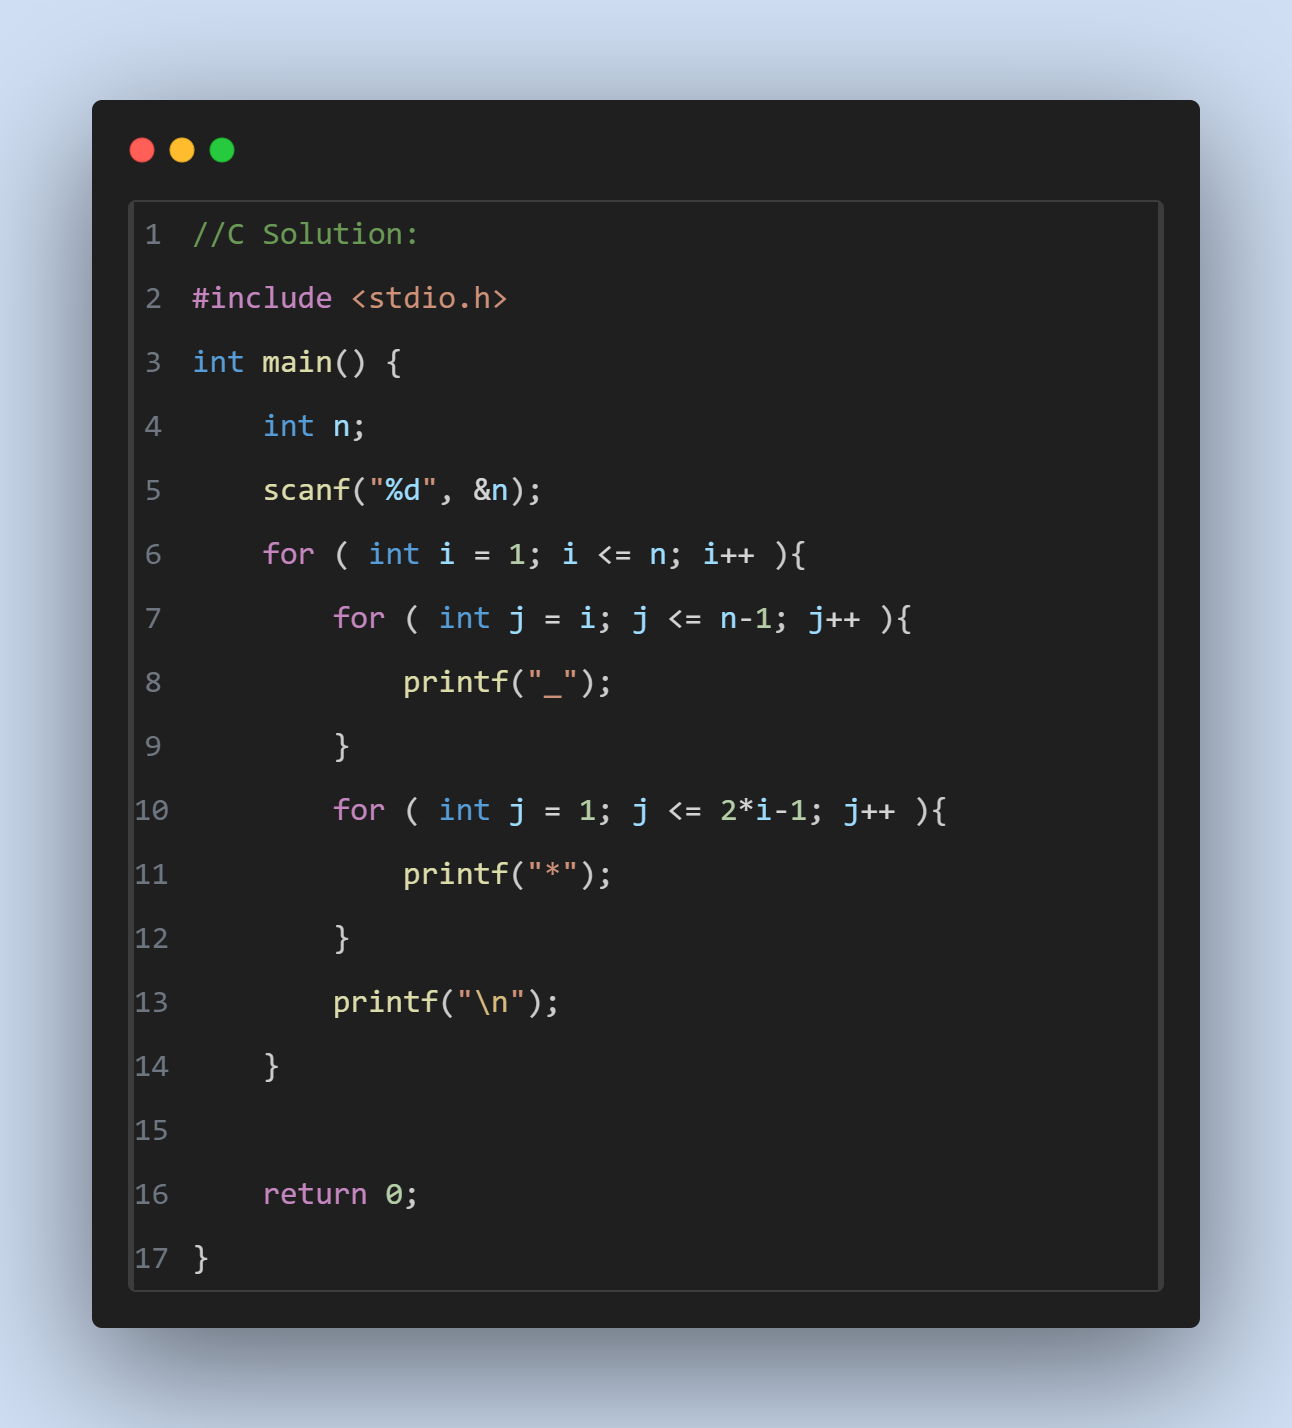 1 //C Solution:
2 #include <stdio.h>
3 int main() {
4     int n;
5     scanf("%d", &n);
6     for ( int i = 1; i <= n; i++ ){
7         for ( int j = i; j <= n-1; j++ ){
8             printf("_");
9         }
10         for ( int j = 1; j <= 2*i-1; j++ ){
11             printf("*");
12         }
13         printf("\n");
14     }
15
16     return 0;
17 }